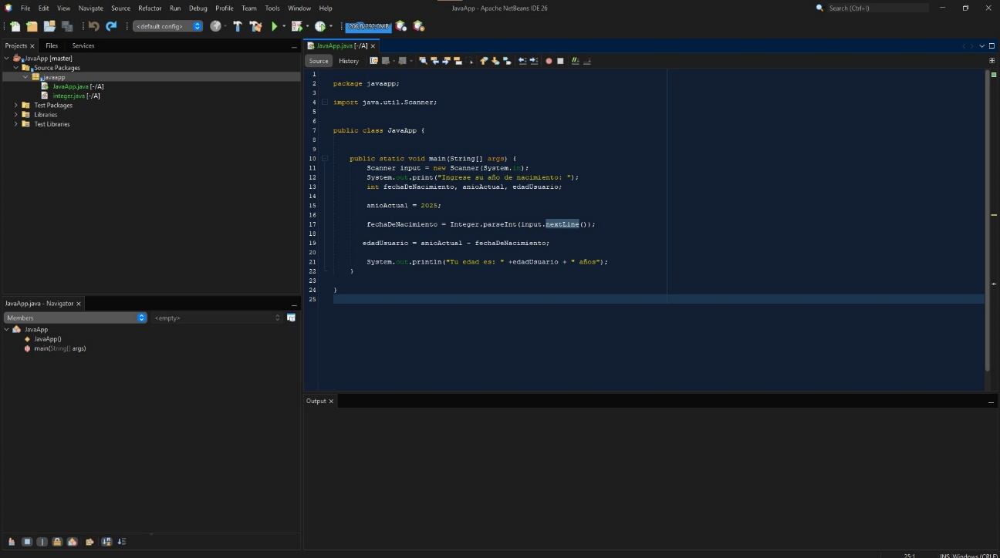 File Edit View Navigate Source Refactor Run Debug Profile Team Tools Window Help
JavaApp - Apache NetBeans IDE 26
Search (Ctrl+I)
<default config>
206,8/292,0MB
Projects
Files
Services
JavaApp [master]
Source Packages
javaapp
JavaApp.java [-/A]
integer.java [-/A]
Test Packages
Libraries
Test Libraries
JavaApp.java - Navigator
Members
<empty>
JavaApp
JavaApp()
main(String[] args)
JavaApp.java [-/A]
Source
History
1
2 package javaapp;
3
4 import java.util.Scanner;
5
6
7 public class JavaApp {
8
9
10 public static void main(String[] args) {
11 Scanner input = new Scanner(System.in);
12 System.out.print("Ingrese su año de nacimiento: ");
13 int fechaDeNacimiento, anioActual, edadUsuario;
14
15 anioActual = 2025;
16
17 fechaDeNacimiento = Integer.parseInt(input.nextLine());
18
19 edadUsuario = anioActual - fechaDeNacimiento;
20
21 System.out.println("Tu edad es: " +edadUsuario + " años");
22 }
23
24 }
25
Output
25:1
INS
Windows (CRLF)